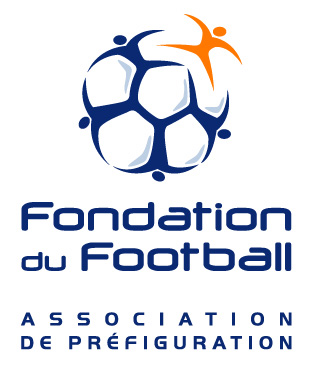 Fondation
du Football
ASSOCIATION
DE PRÉFIGURATION